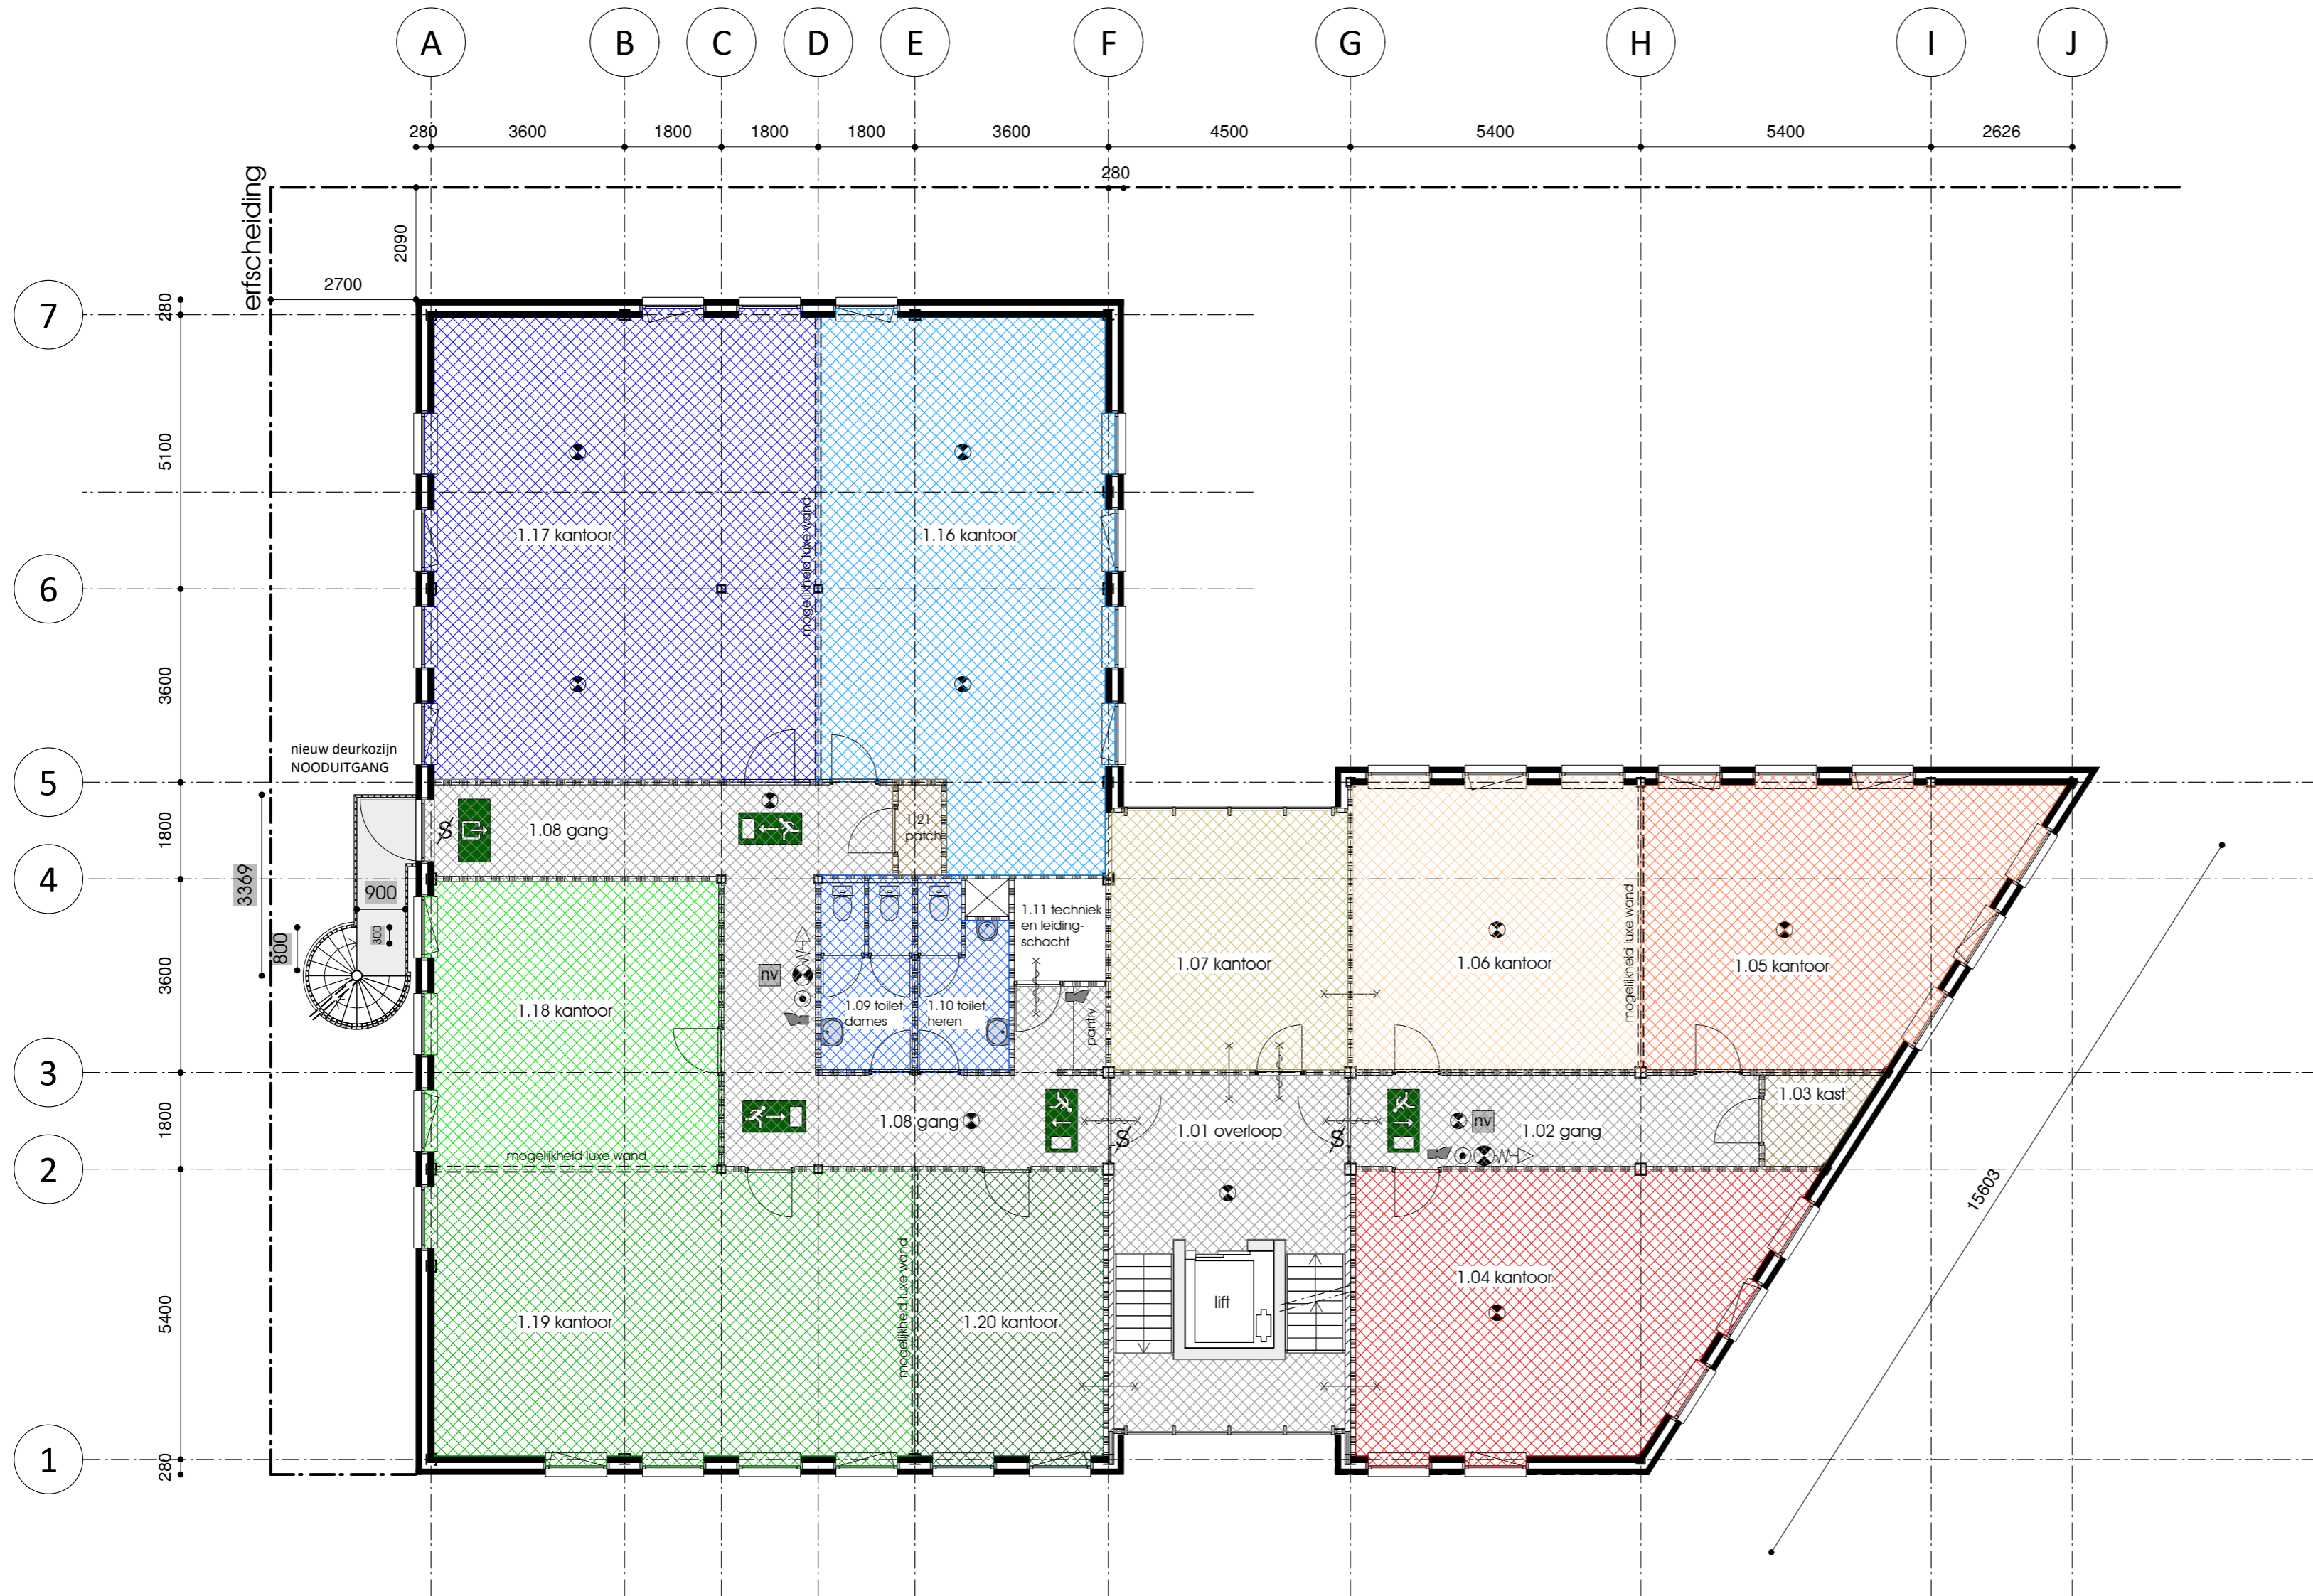 A
B
C
D
E
F
G
H
I
J
280
3600
1800
1800
1800
3600
4500
5400
5400
2626
280
erfscheiding
2090
2700
7
280
5100
1.17 kantoor
mogelijkheid luxe wand
1.16 kantoor
6
3600
nieuw deurkozijn
NOODUITGANG
5
1800
1.08 gang
1.21
patch
4
3369
900
800
300
3600
1.18 kantoor
nv
1.09 toilet
dames
1.10 toilet
heren
1.11 techniek
en leiding-
schacht
pantry
1.07 kantoor
1.06 kantoor
mogelijkheid luxe wand
1.05 kantoor
3
1800
1.08 gang
1.01 overloop
nv
1.02 gang
1.03 kast
2
mogelijkheid luxe wand
15603
5400
1.19 kantoor
mogelijkheid luxe wand
1.20 kantoor
lift
1.04 kantoor
1
280